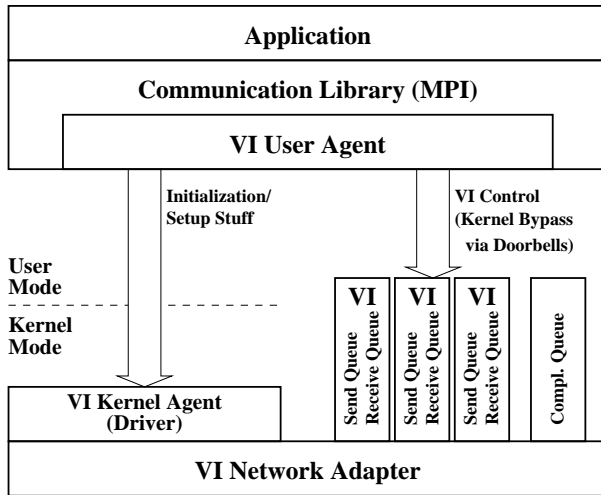 Application
Communication Library (MPI)
VI User Agent
Initialization/
Setup Stuff
VI Control
(Kernel Bypass
via Doorbells)
User
Mode
Kernel
Mode
VI
Send Queue
Receive Queue
VI
Send Queue
Receive Queue
VI
Send Queue
Receive Queue
Compl. Queue
VI Kernel Agent
(Driver)
VI Network Adapter